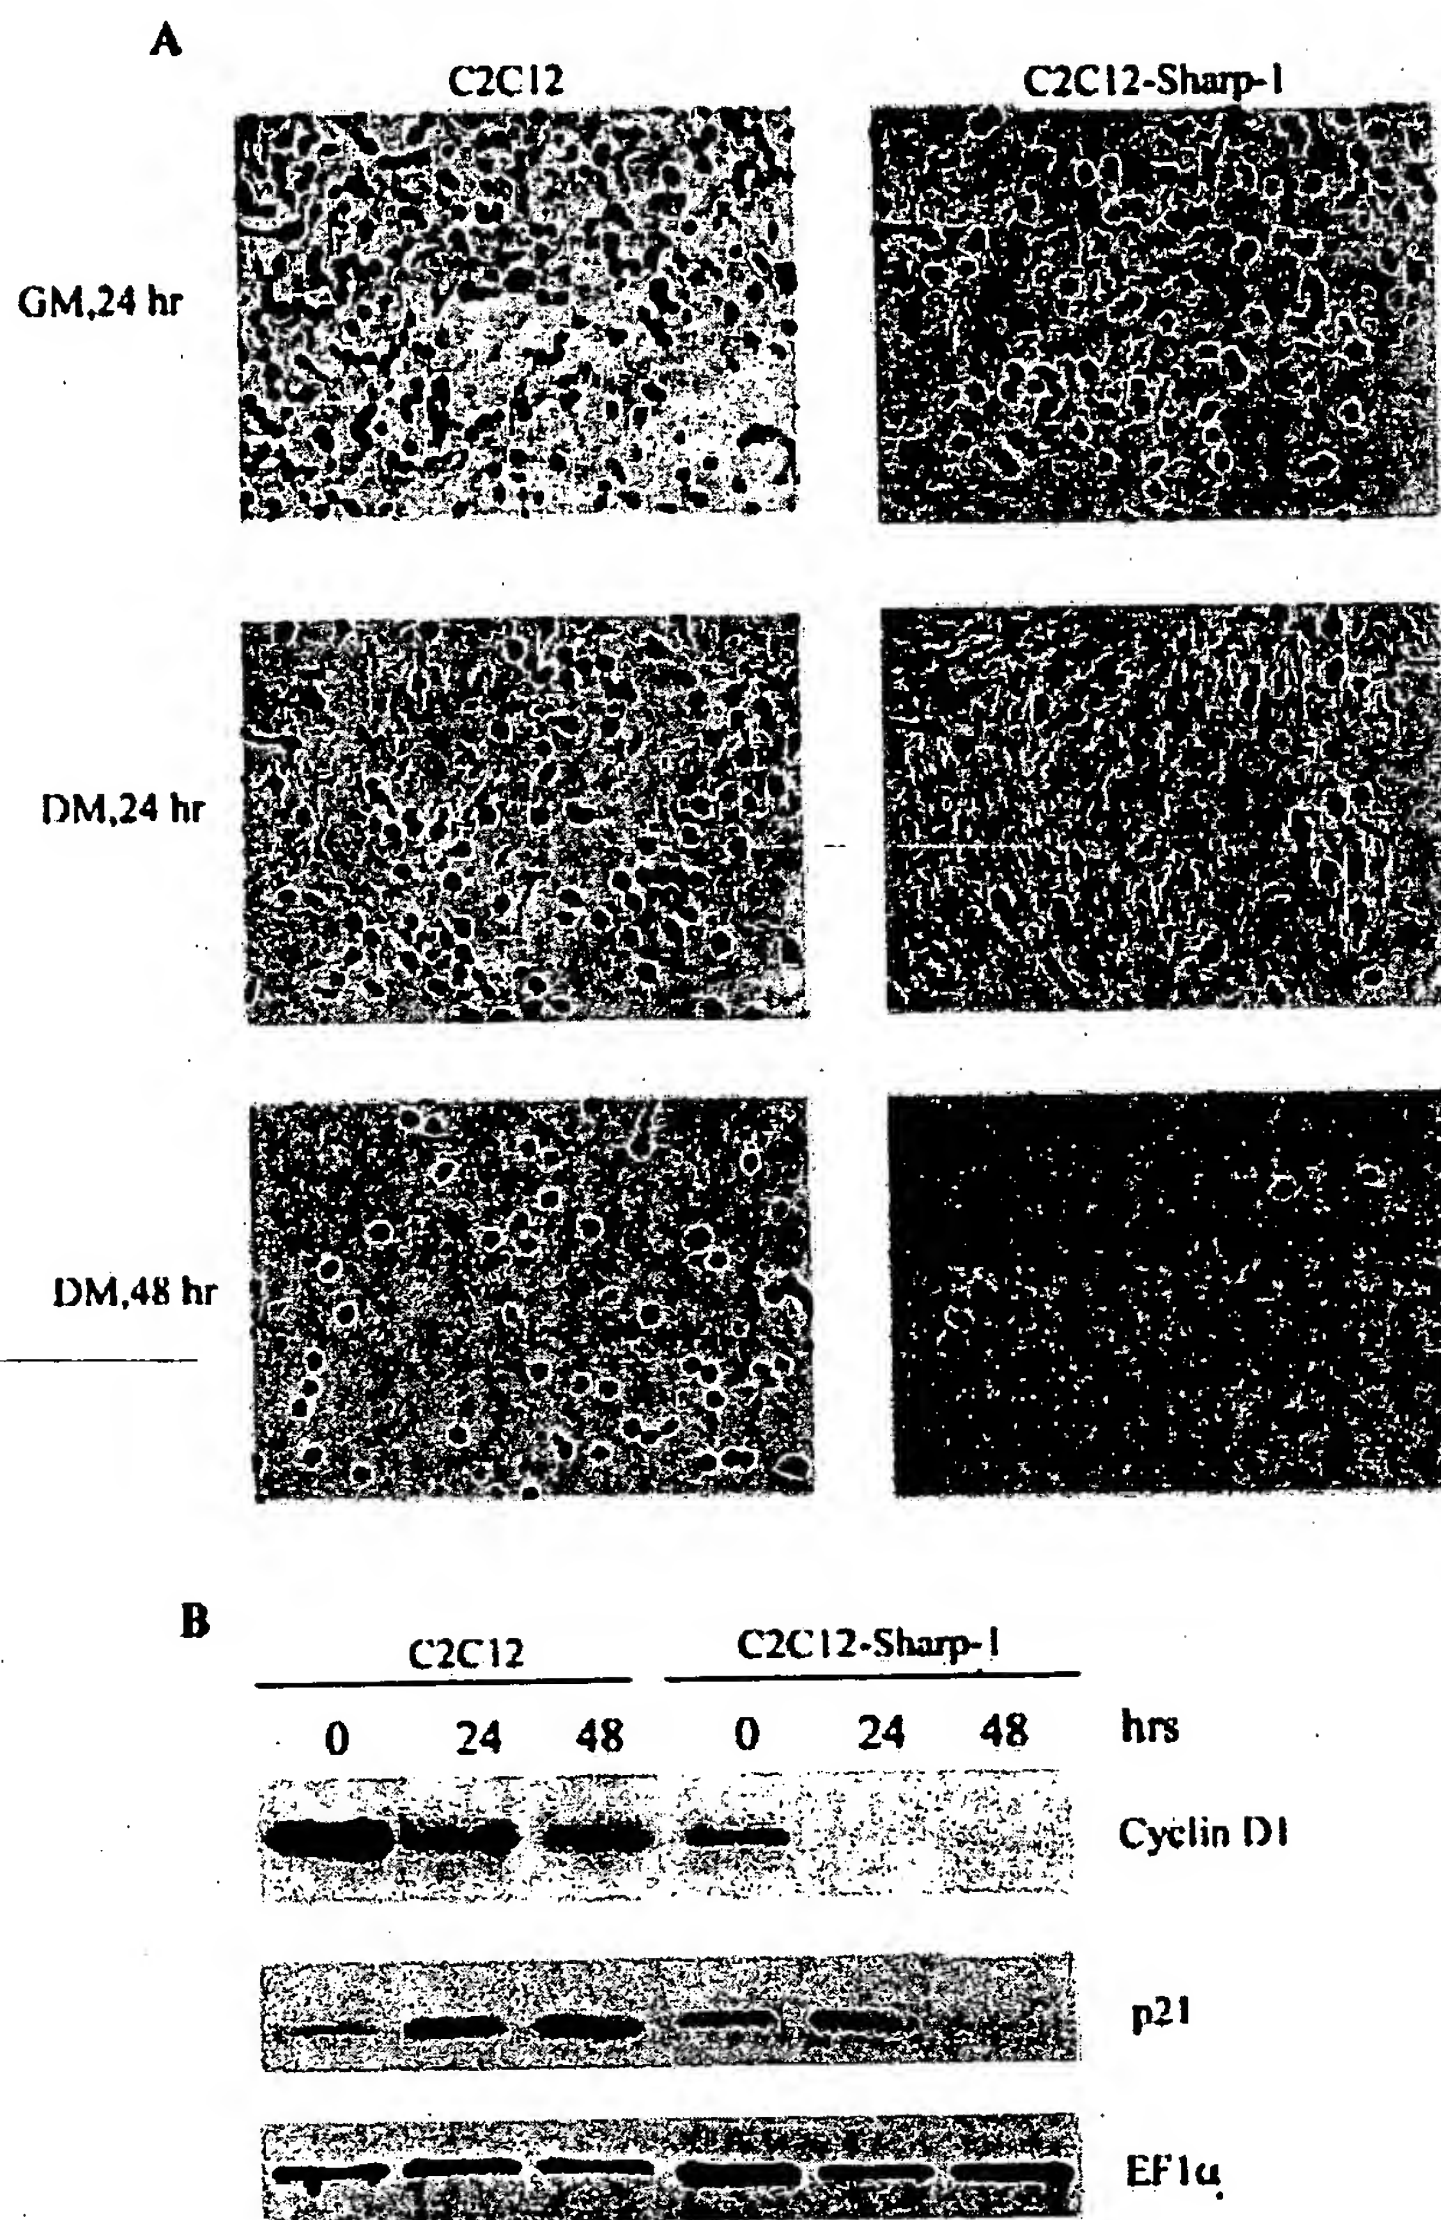 A
C2C12 C2C12-Sharp-1
GM,24 hr
DM,24 hr
DM,48 hr
B
C2C12 C2C12-Sharp-1
0 24 48 0 24 48 hrs
Cyclin D1
p21
EF1α